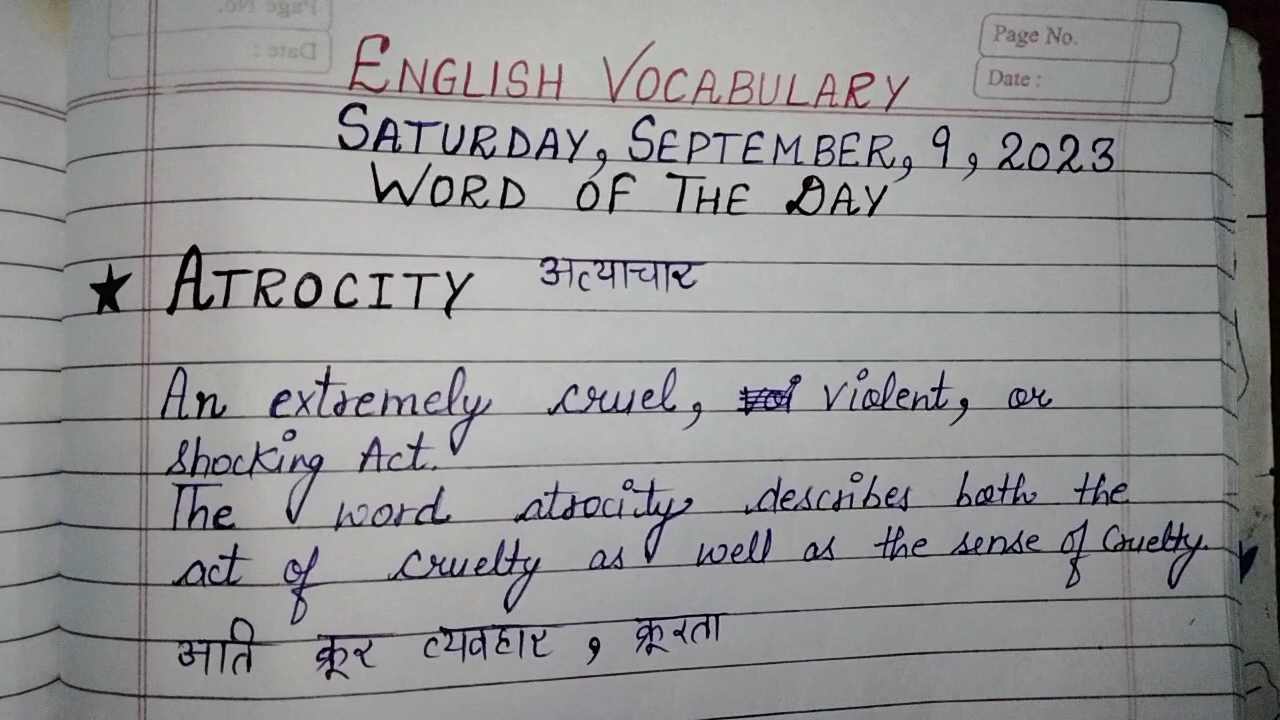 Page No.
Date :
ENGLISH VOCABULARY
SATURDAY, SEPTEMBER, 9, 2023
WORD OF THE DAY
★ ATROCITY अत्याचार
An extremely cruel, violent, or
Shocking Act.
The word atrocity describes both the
act of cruelty as well as the sense of Cruelty.
आति क्रूर व्यवहार, क्रूरता